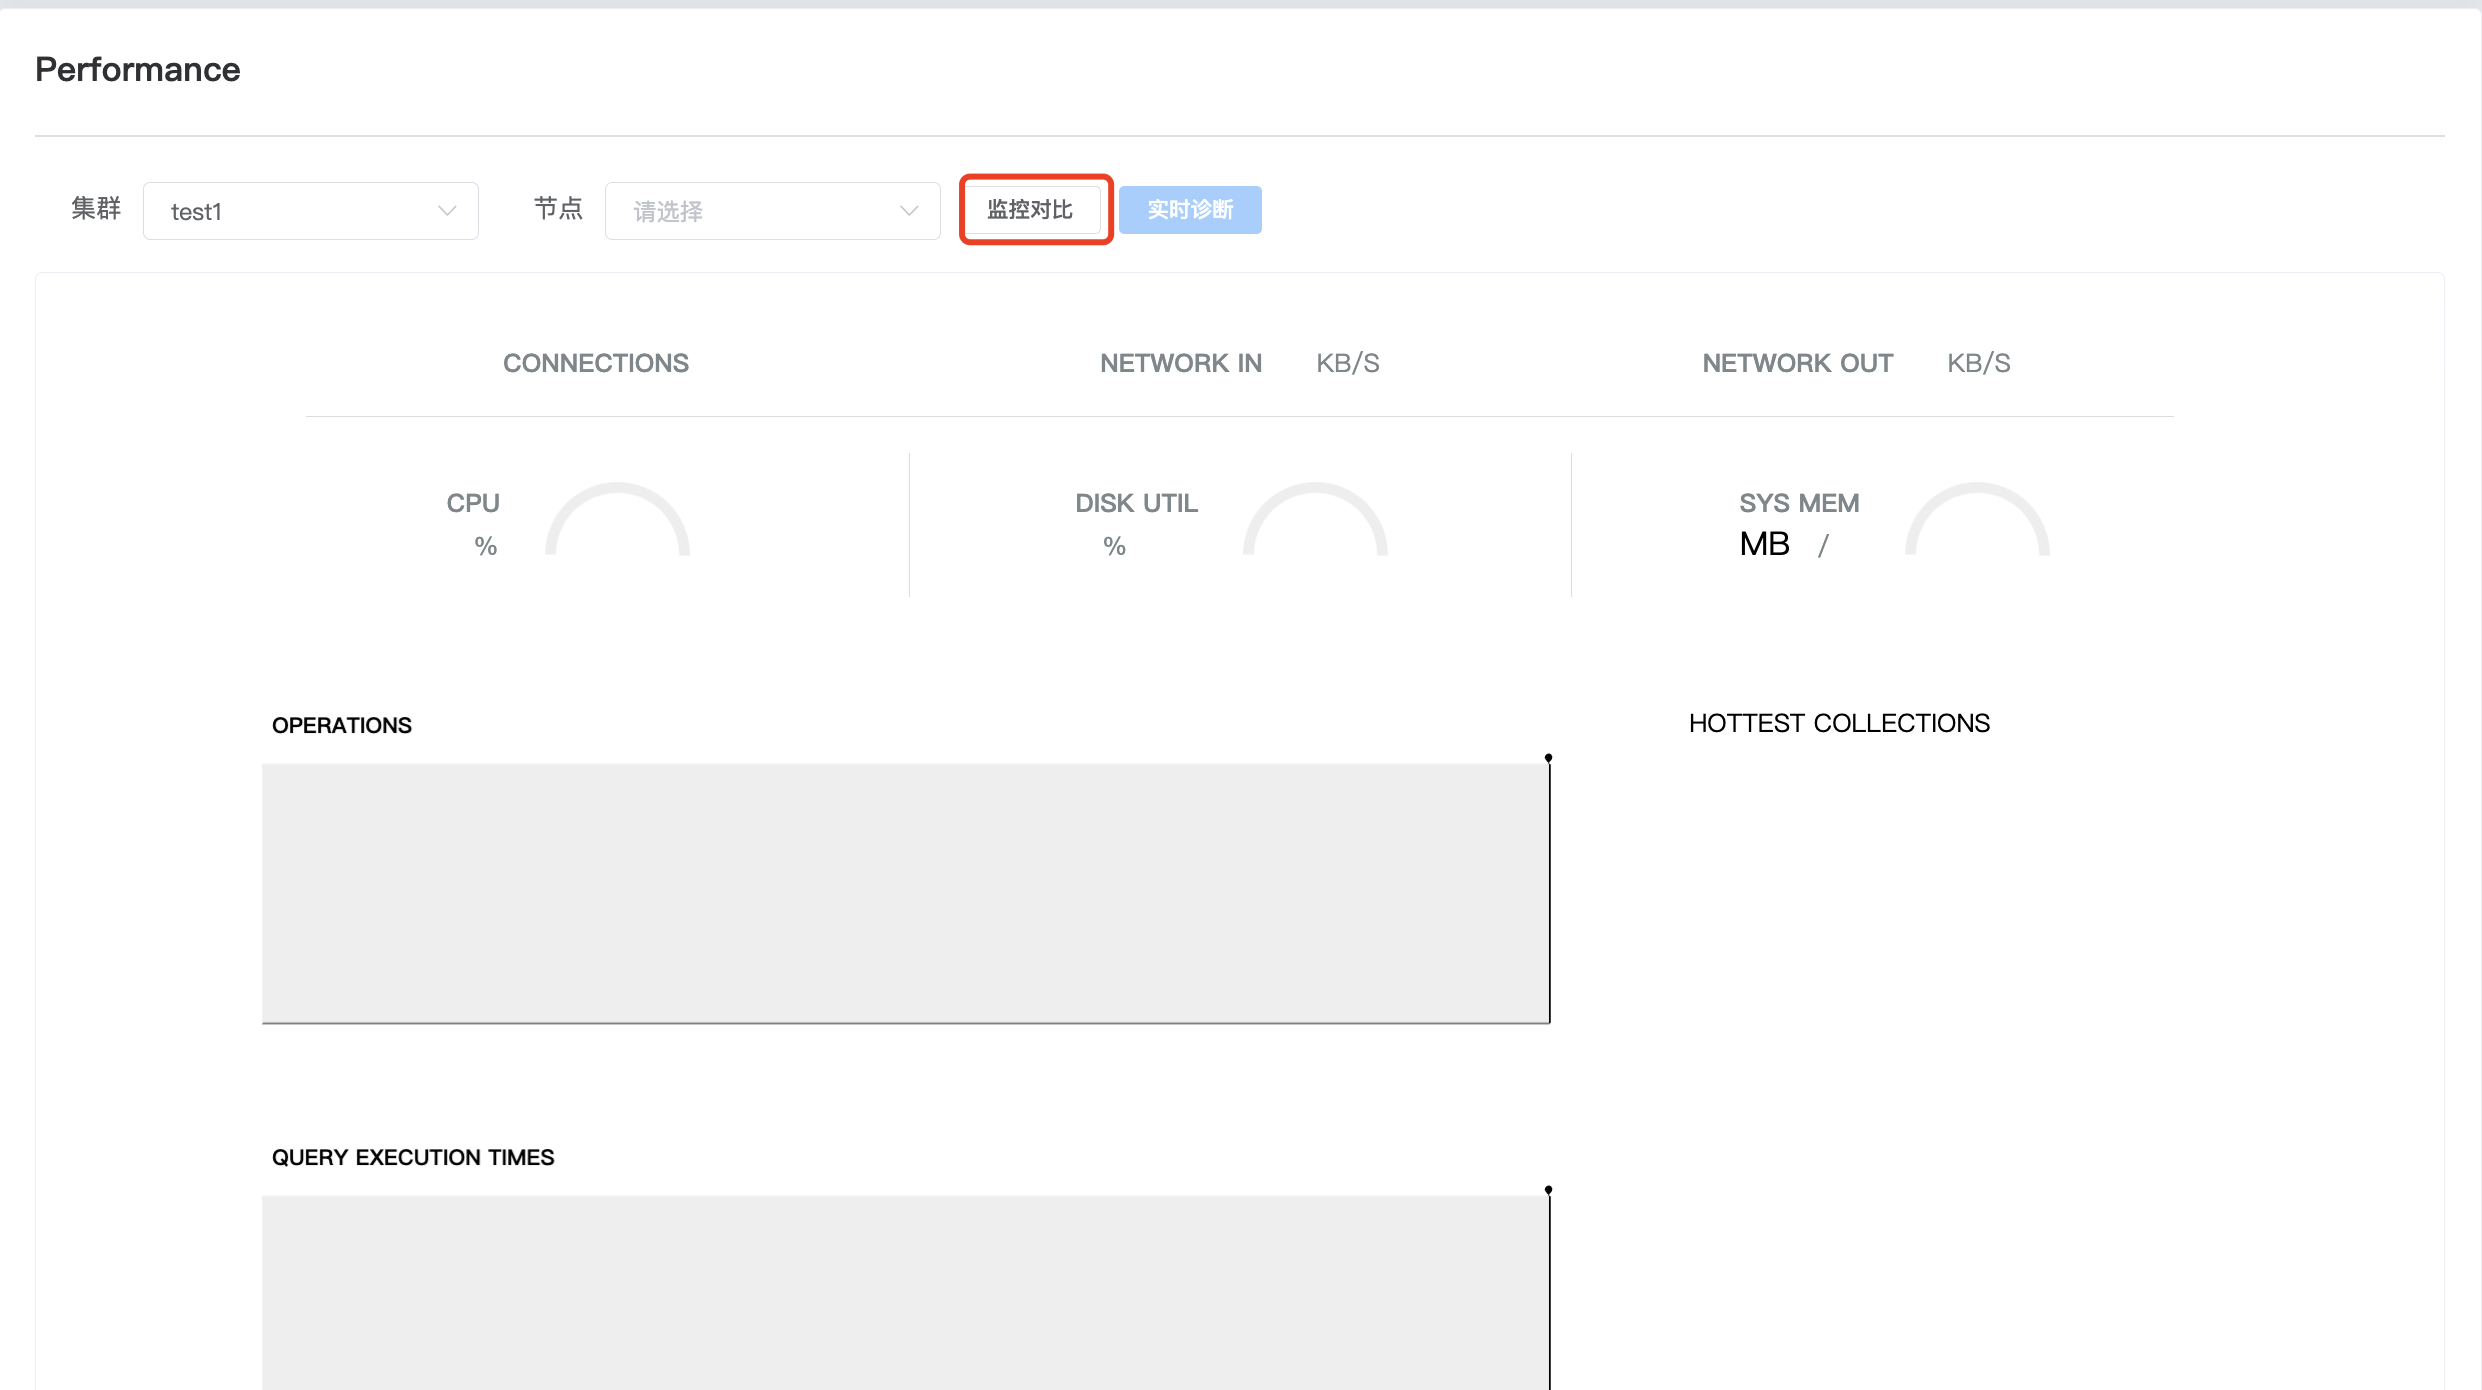 Performance
集群 test1 节点 请选择 监控对比 实时诊断
CONNECTIONS NETWORK IN KB/S NETWORK OUT KB/S
CPU DISK UTIL SYS MEM
% % MB /
OPERATIONS HOTTEST COLLECTIONS
QUERY EXECUTION TIMES